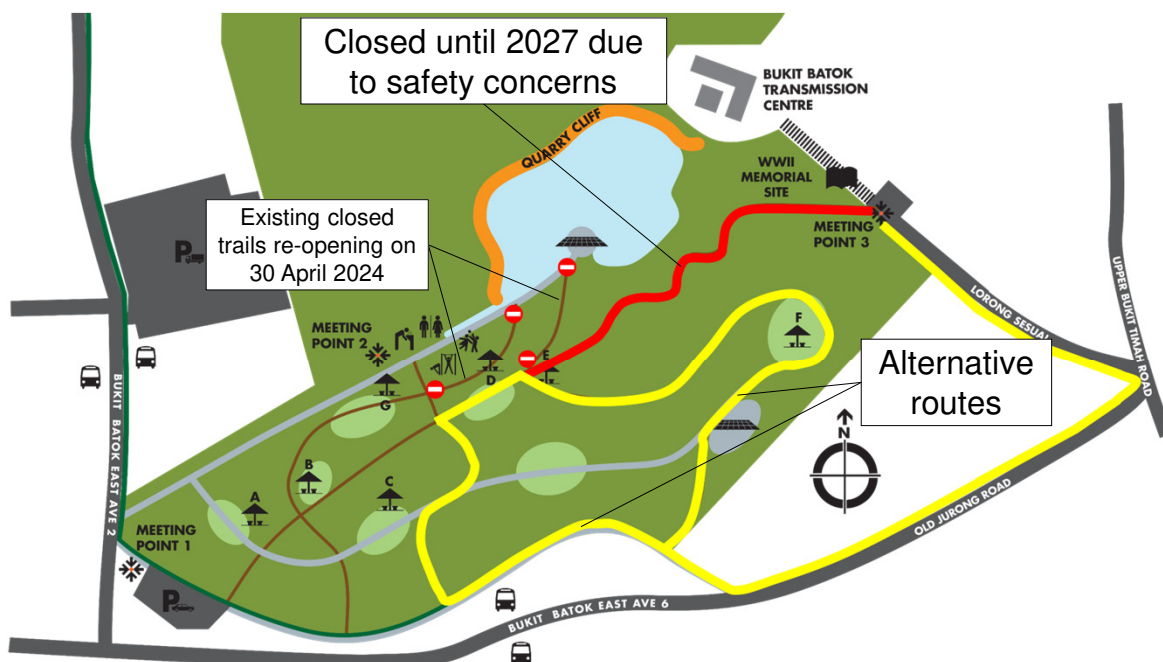 Closed until 2027 due
to safety concerns
BUKIT BATOK
TRANSMISSION
CENTRE
QUARRY CLIFF
WWII
MEMORIAL
SITE
MEETING
POINT 3
Existing closed
trails re-opening on
30 April 2024
P
MEETING
POINT 2
LORONG SESUAI
UPPER BUKIT TIMAH ROAD
F
E
D
G
Alternative
routes
N
BUKIT BATOK EAST AVE 2
B
A
C
OLD JURONG ROAD
MEETING
POINT 1
P
BUKIT BATOK EAST AVE 6